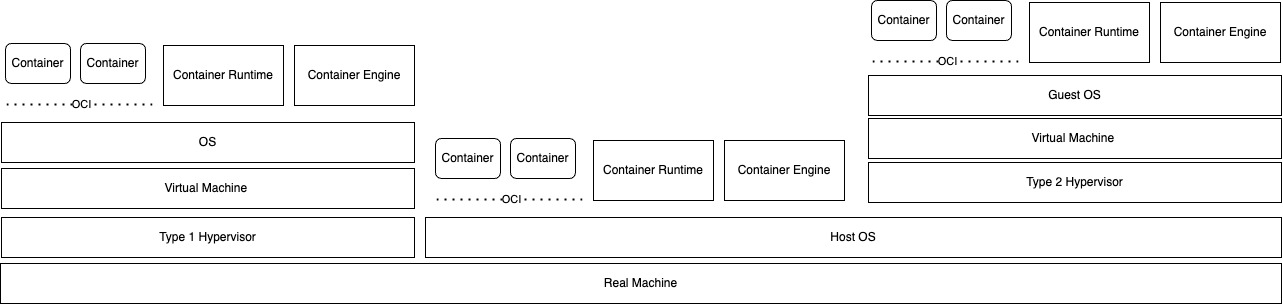 Container Container Container Runtime Container Engine
OCI
Guest OS
Virtual Machine
Type 2 Hypervisor
Container Container Container Runtime Container Engine
OCI
OS
Virtual Machine
Type 1 Hypervisor
Container Container Container Runtime Container Engine
OCI
Host OS
Real Machine